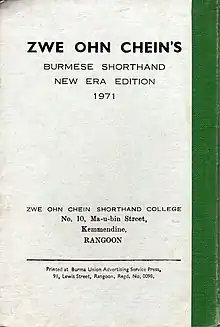 ZWE OHN CHEIN'S
BURMESE SHORTHAND
NEW ERA EDITION
1971
ZWE OHN CHEIN SHORTHAND COLLEGE
No. 10, Ma-u-bin Street,
Kemmendine,
RANGOON
Printed at Burma Union Advertising Service Press,
91, Lewis Street, Rangoon, Regd. No. 0096.